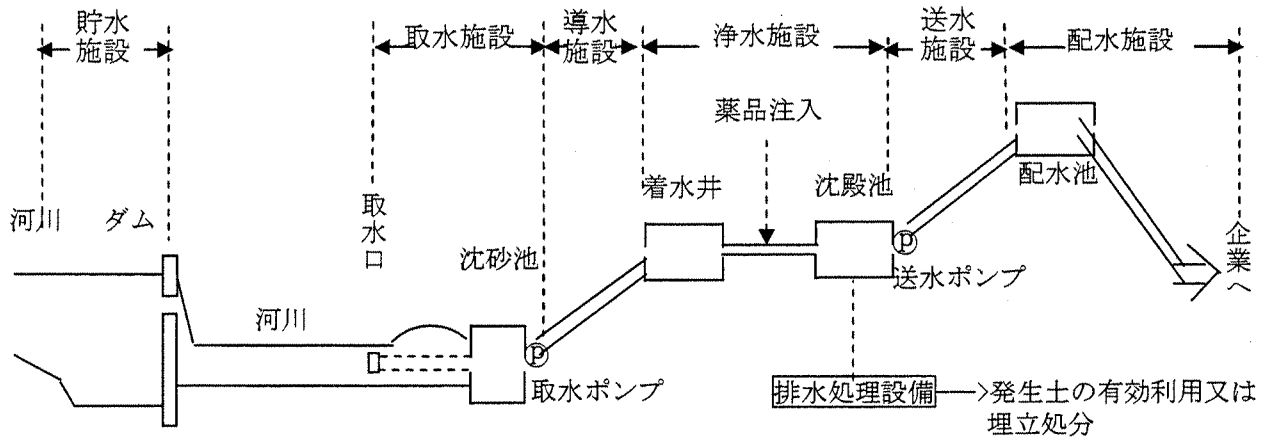 貯水
施設
取水施設
導水
施設
浄水施設
送水
施設
配水施設
薬品注入
河川
ダム
取水口
沈砂池
着水井
沈殿池
配水池
企業へ
河川
P
取水ポンプ
P
送水ポンプ
排水処理設備
発生土の有効利用又は
埋立処分